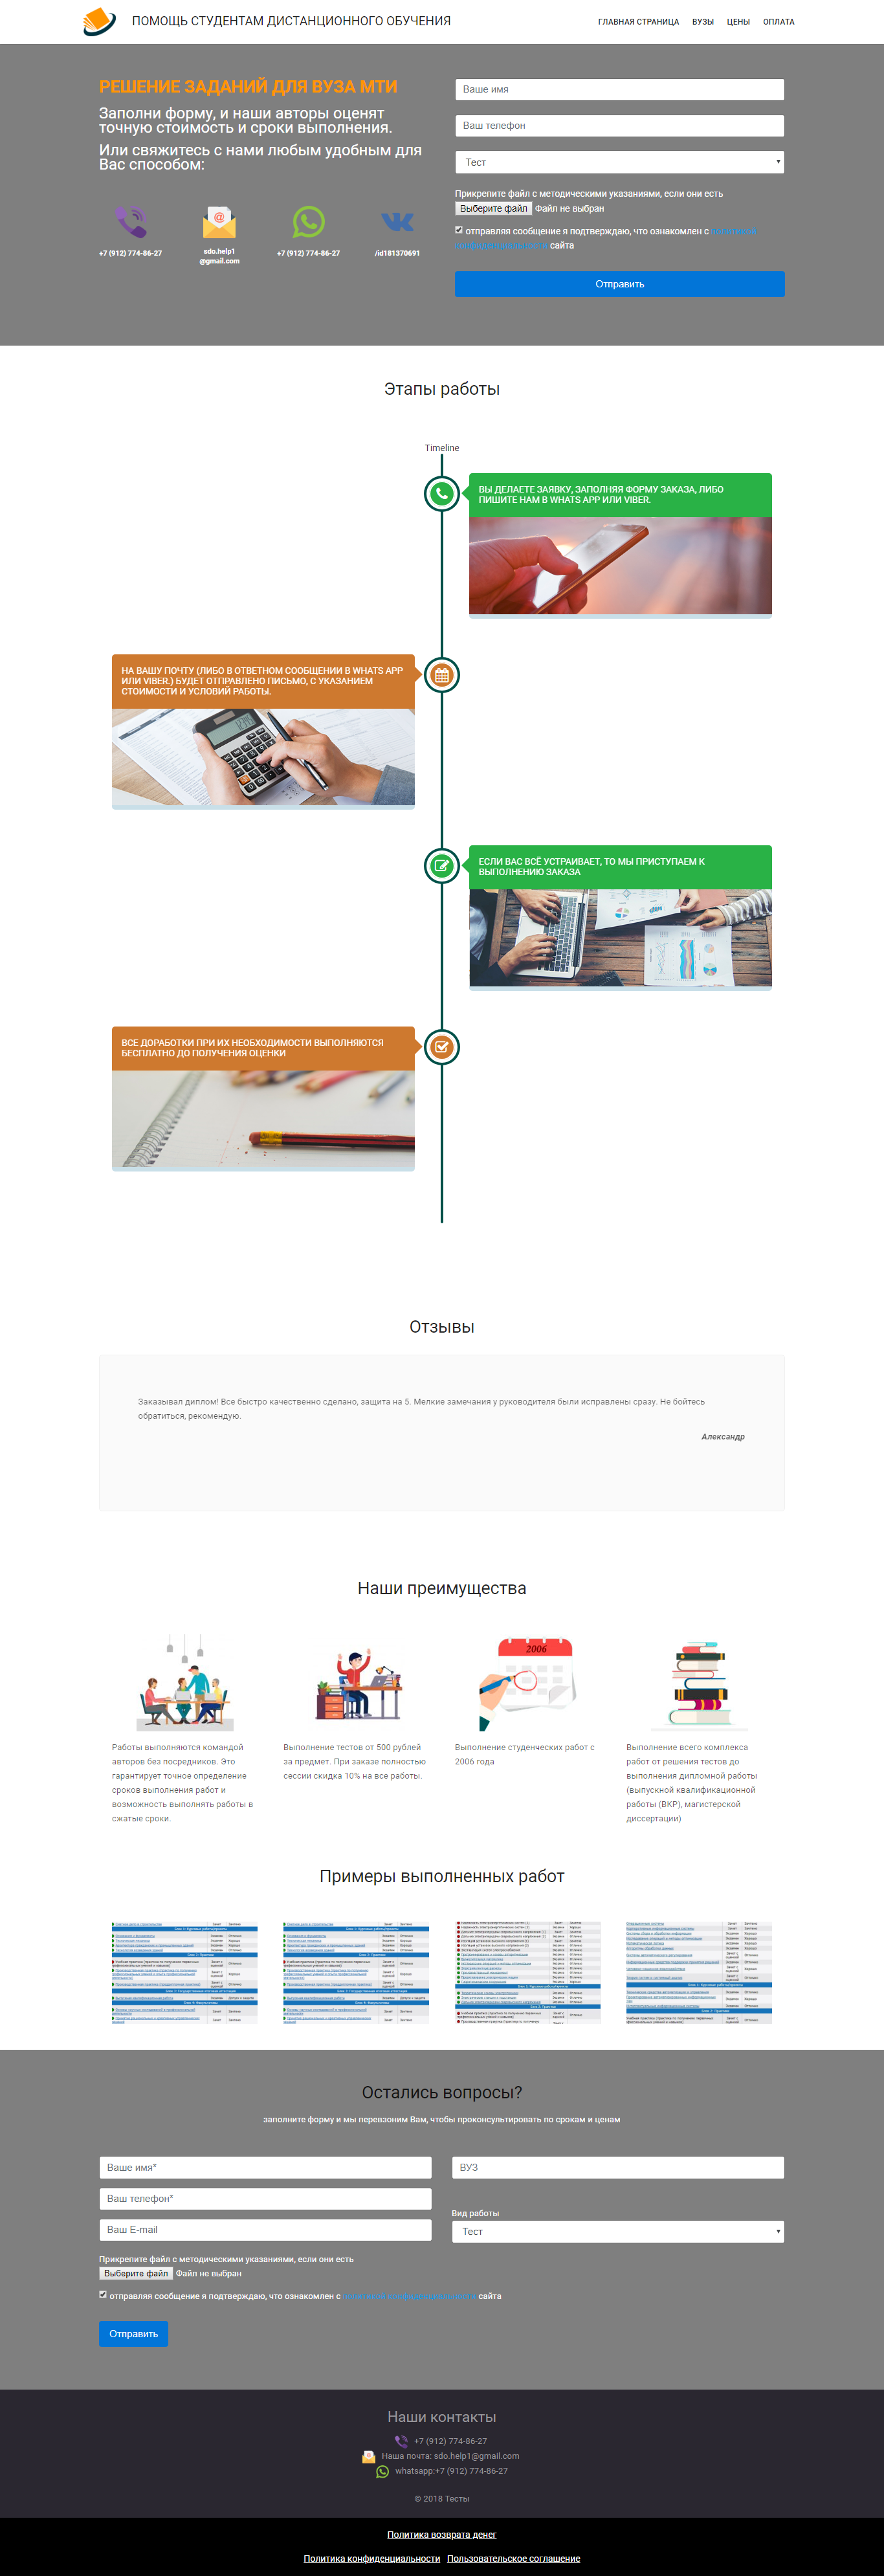 ПОМОЩЬ СТУДЕНТАМ ДИСТАНЦИОННОГО ОБУЧЕНИЯ
ГЛАВНАЯ СТРАНИЦА ВУЗЫ ЦЕНЫ ОПЛАТА
РЕШЕНИЕ ЗАДАНИЙ ДЛЯ ВУЗА МТИ
Заполни форму, и наши авторы оценят
точную стоимость и сроки выполнения.
Или свяжитесь с нами любым удобным для
Вас способом:
+7 (912) 774-86-27
sdo.help1
@gmail.com
+7 (912) 774-86-27
/id181370691
Ваше имя
Ваш телефон
Тест
Прикрепите файл с методическими указаниями, если они есть
Выберите файл Файл не выбран
отправляя сообщение я подтверждаю, что ознакомлен с
сайта
Отправить
Этапы работы
Timeline
ВЫ ДЕЛАЕТЕ ЗАЯВКУ, ЗАПОЛНЯЯ ФОРМУ ЗАКАЗА, ЛИБО
ПИШИТЕ НАМ В WHATS APP ИЛИ VIBER.
НА ВАШУ ПОЧТУ (ЛИБО В ОТВЕТНОМ СООБЩЕНИИ В WHATS APP
ИЛИ VIBER.) БУДЕТ ОТПРАВЛЕНО ПИСЬМО, С УКАЗАНИЕМ
СТОИМОСТИ И УСЛОВИЙ РАБОТЫ.
ЕСЛИ ВАС ВСЁ УСТРАИВАЕТ, ТО МЫ ПРИСТУПАЕМ К
ВЫПОЛНЕНИЮ ЗАКАЗА
ВСЕ ДОРАБОТКИ ПРИ ИХ НЕОБХОДИМОСТИ ВЫПОЛНЯЮТСЯ
БЕСПЛАТНО ДО ПОЛУЧЕНИЯ ОЦЕНКИ
Отзывы
Заказывал диплом! Все быстро качественно сделано, защита на 5. Мелкие замечания у руководителя были исправлены сразу. Не бойтесь
обратиться, рекомендую.
Александр
Наши преимущества
2006
Работы выполняются командой
авторов без посредников. Это
гарантирует точное определение
сроков выполнения работ и
возможность выполнять работы в
сжатые сроки.
Выполнение тестов от 500 рублей
за предмет. При заказе полностью
сессии скидка 10% на все работы.
Выполнение студенческих работ с
2006 года
Выполнение всего комплекса
работ от решения тестов до
выполнения дипломной работы
(выпускной квалификационной
работы (ВКР), магистерской
диссертации)
Примеры выполненных работ
Остались вопросы?
заполните форму и мы перевзоним Вам, чтобы проконсультировать по срокам и ценам
Ваше имя*
Ваш телефон*
Ваш E-mail
ВУЗ
Вид работы
Тест
Прикрепите файл с методическими указаниями, если они есть
Выберите файл Файл не выбран
отправляя сообщение я подтверждаю, что ознакомлен с
сайта
Отправить
Наши контакты
+7 (912) 774-86-27
Наша почта: sdo.help1@gmail.com
whatsapp:+7 (912) 774-86-27
© 2018 Тесты
Политика возврата денег
Политика конфиденциальности Пользовательское соглашение